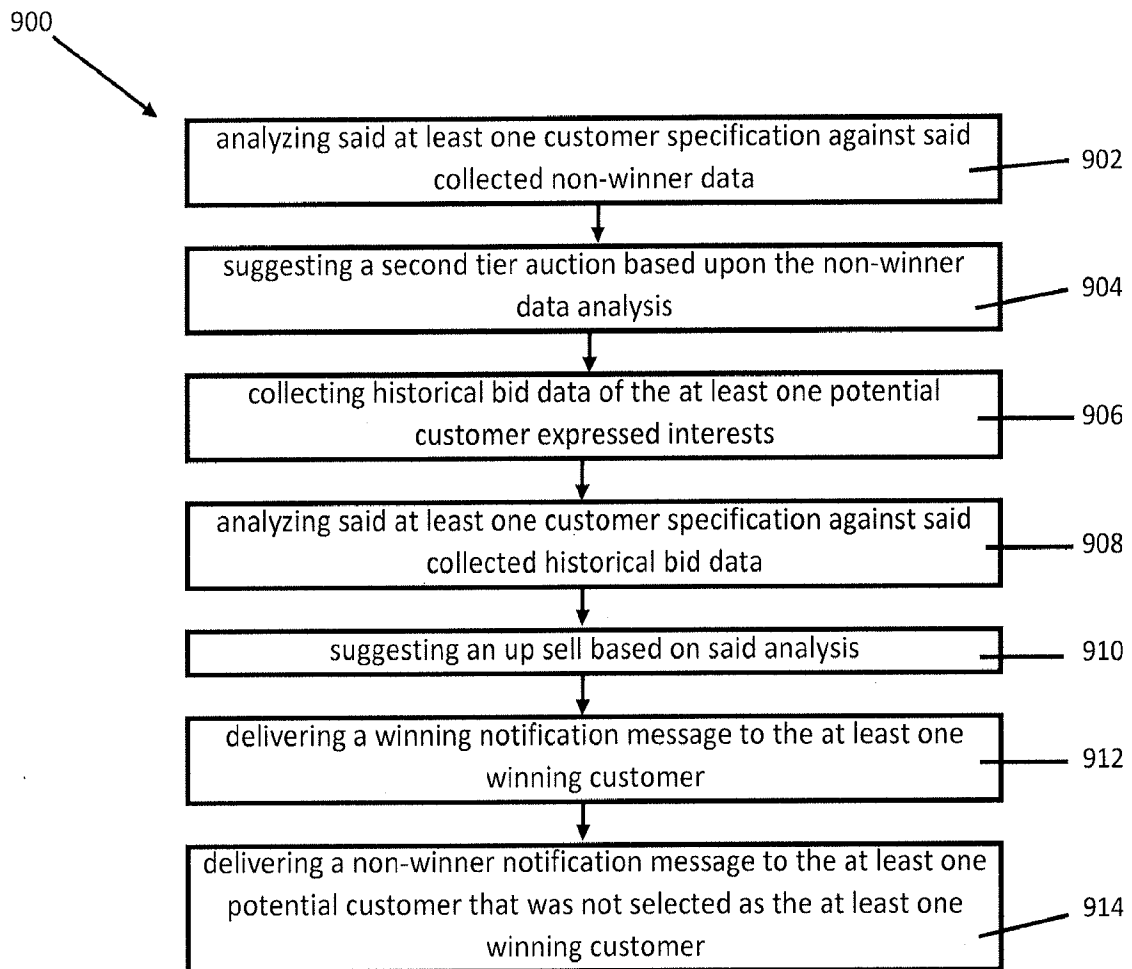 900
analyzing said at least one customer specification against said
collected non-winner data
902
suggesting a second tier auction based upon the non-winner
data analysis
904
collecting historical bid data of the at least one potential
customer expressed interests
906
analyzing said at least one customer specification against said
collected historical bid data
908
suggesting an up sell based on said analysis
910
delivering a winning notification message to the at least one
winning customer
912
delivering a non-winner notification message to the at least one
potential customer that was not selected as the at least one
winning customer
914